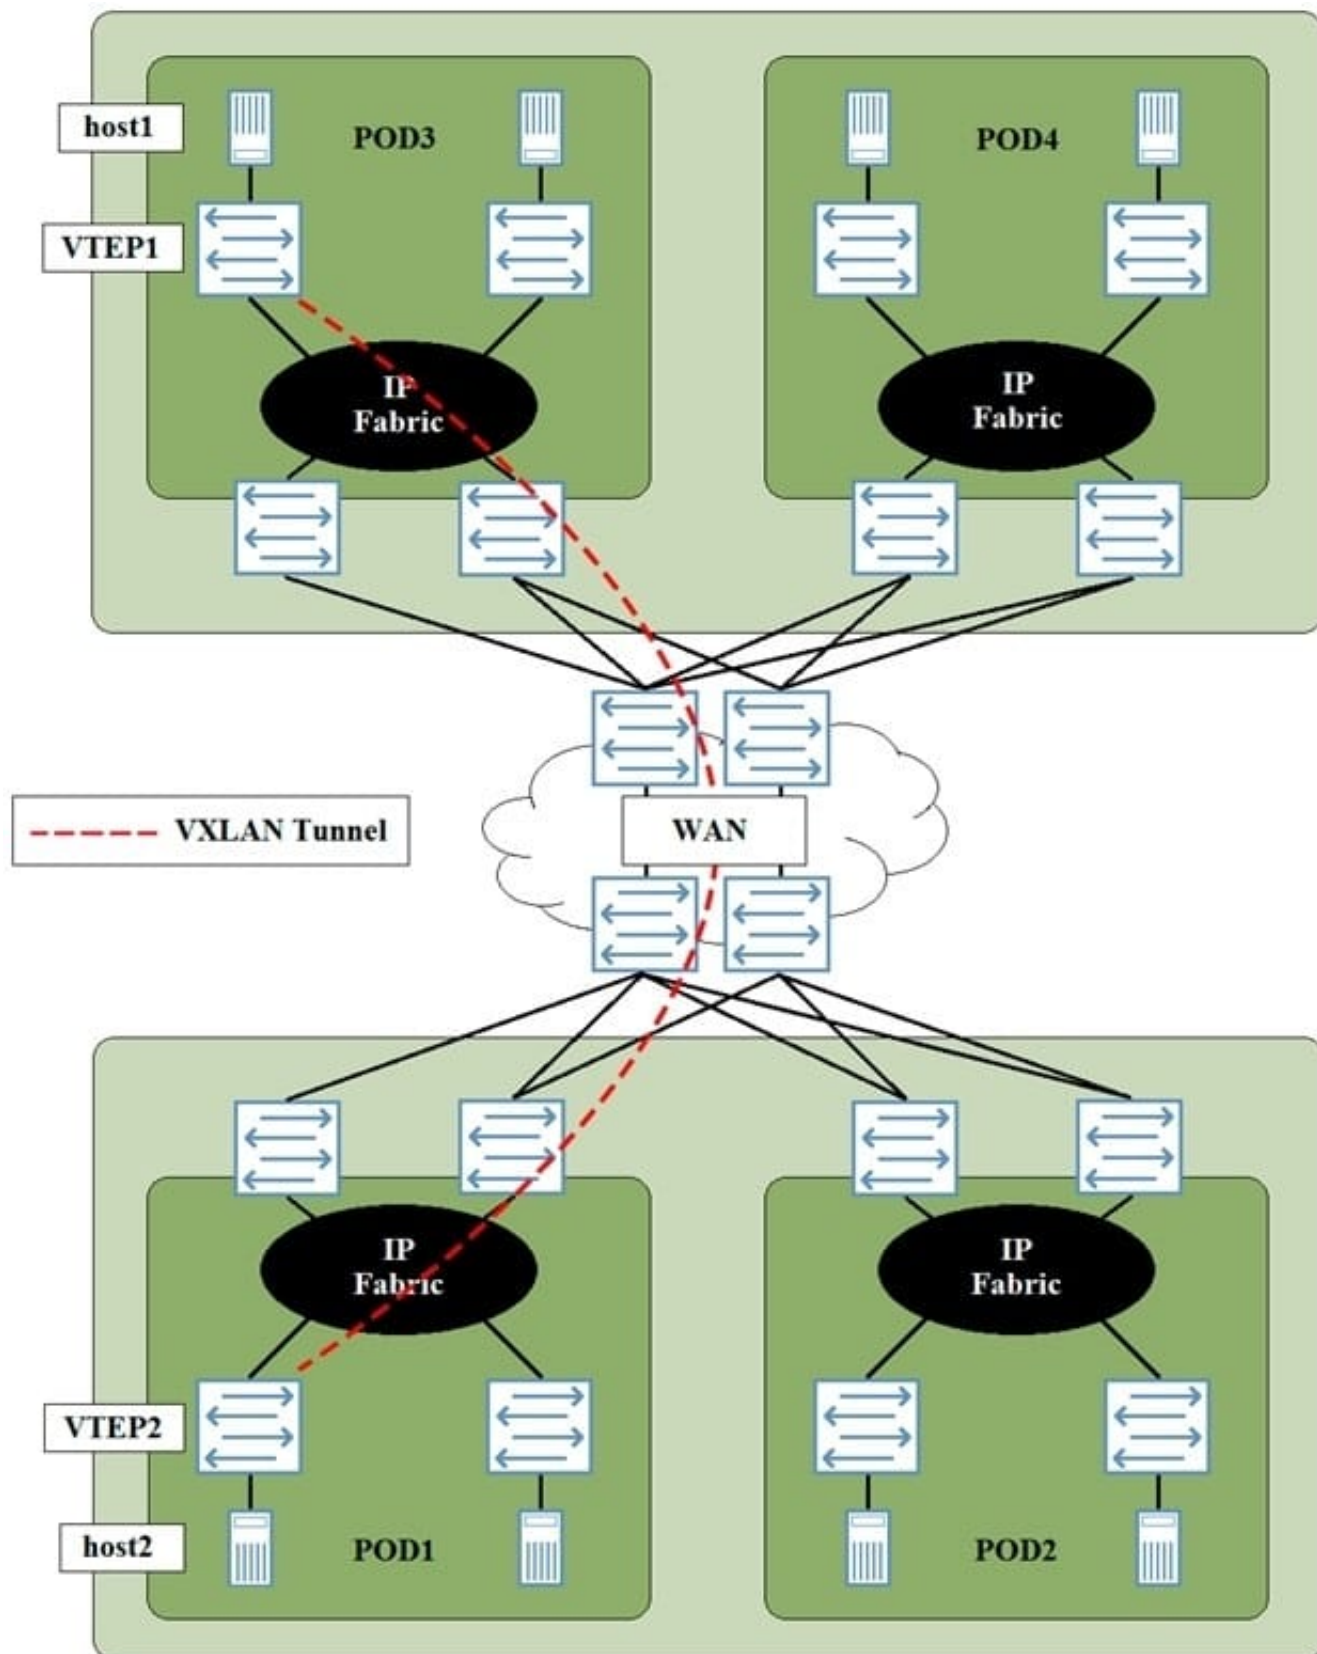 host1
POD3
POD4
VTEP1
IP
Fabric
IP
Fabric
VXLAN Tunnel
WAN
IP
Fabric
IP
Fabric
VTEP2
host2
POD1
POD2